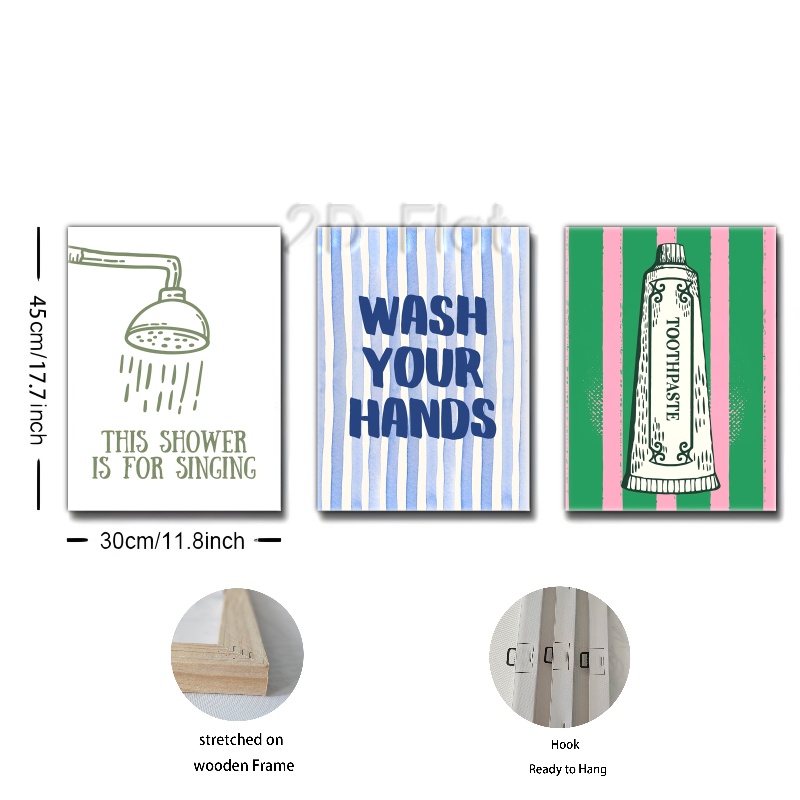 2D Flat
45cm/17.7inch
THIS SHOWER
IS FOR SINGING
WASH
YOUR
HANDS
TOOTHPASTE
30cm/11.8inch
stretched on
wooden Frame
Hook
Ready to Hang